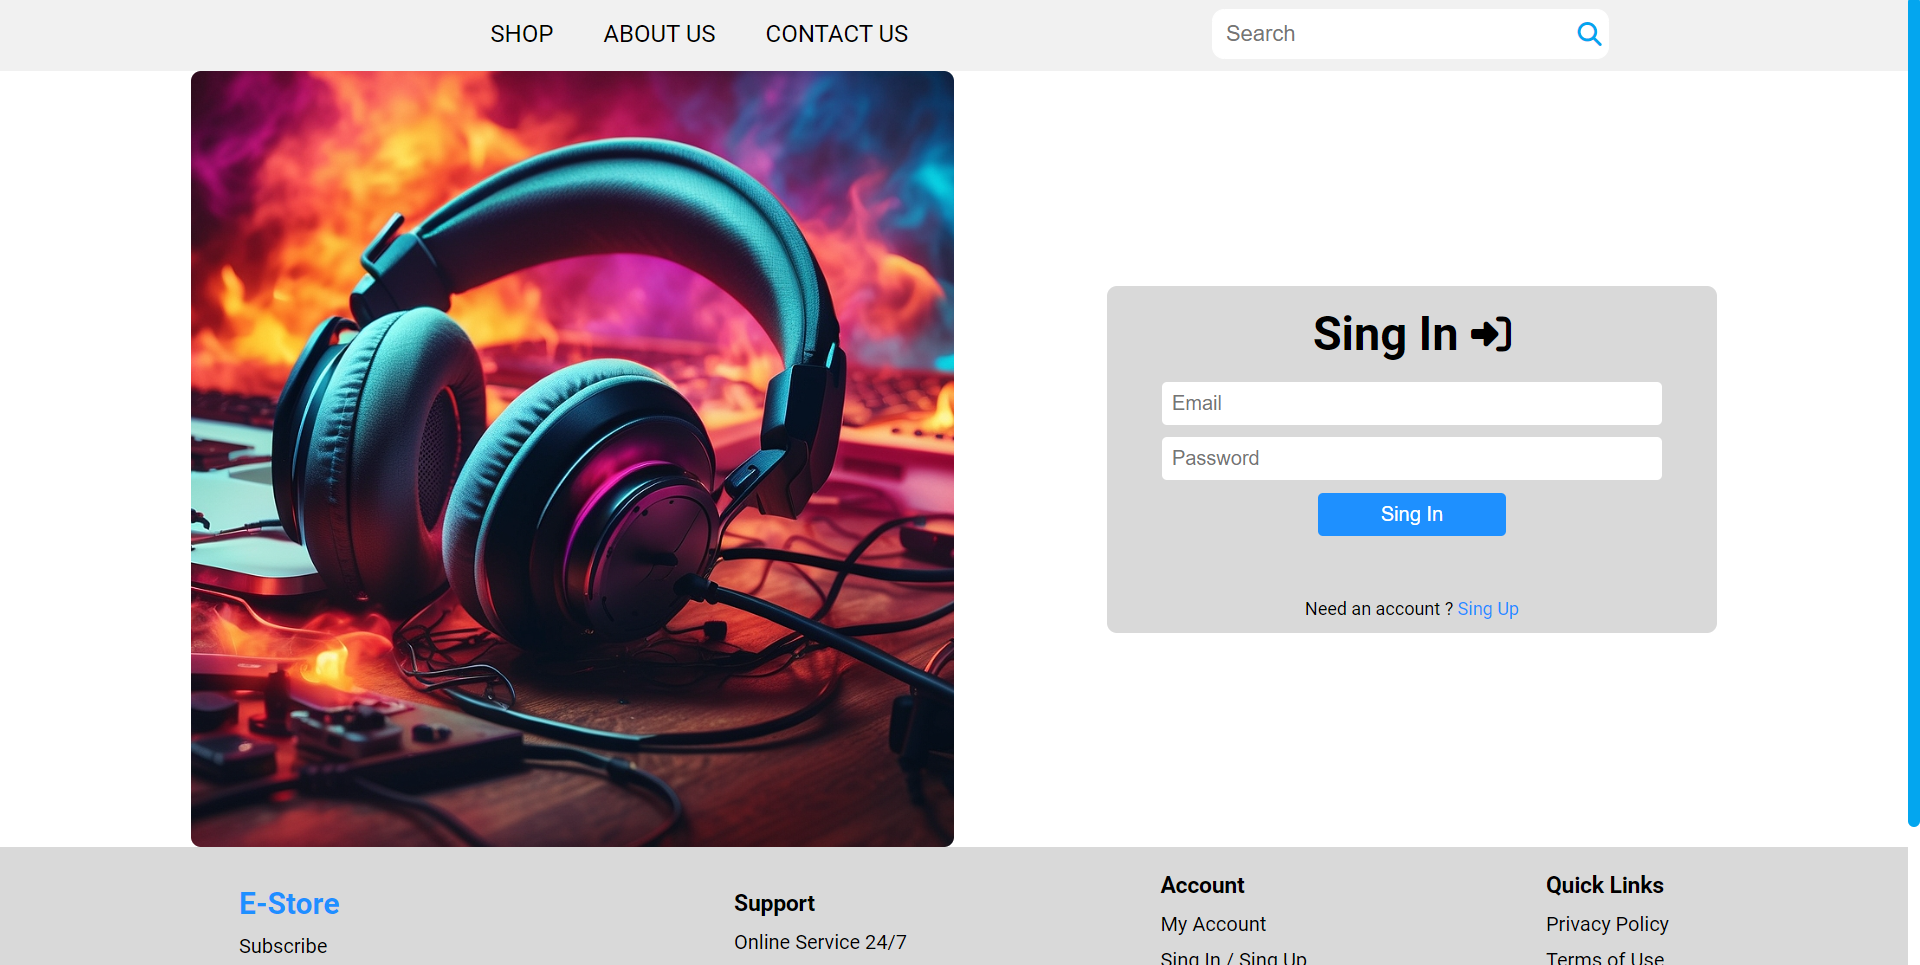 SHOP ABOUT US CONTACT US Search
Sing In
Email
Password
Sing In
Need an account ? Sing Up
E-Store
Subscribe
Support
Online Service 24/7
Account
My Account
Sing In / Sing Up
Quick Links
Privacy Policy
Terms of Use